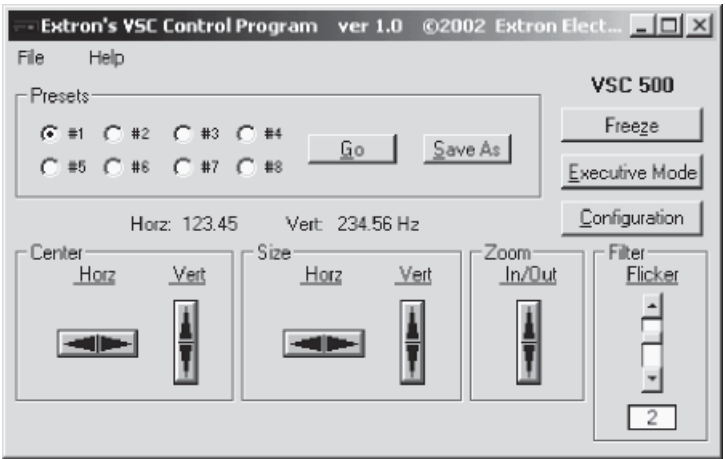 Extron's VSC Control Program ver 1.0 ©2002 Extron Elect...
File Help
VSC 500
Presets
#1 #2 #3 #4
#5 #6 #7 #8
Go Save As
Freeze
Executive Mode
Configuration
Horz: 123.45 Vert: 234.56 Hz
Center
Horz Vert
Size
Horz Vert
Zoom
In/Out
Filter
Flicker
2